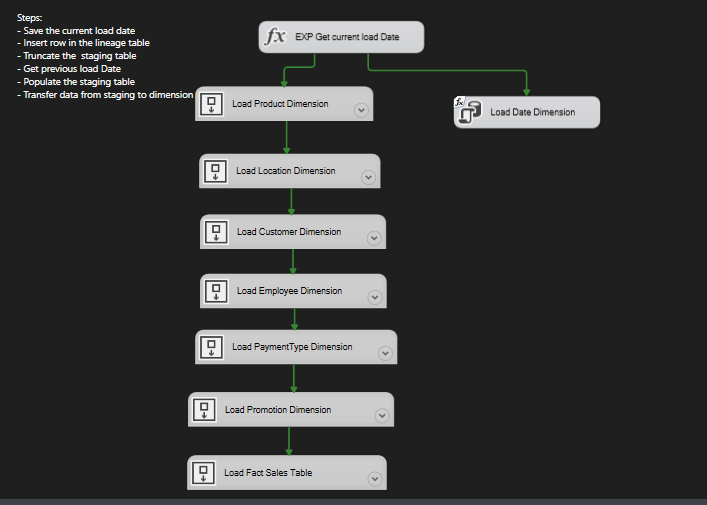 Steps:
- Save the current load date
- Insert row in the lineage table
- Truncate the staging table
- Get previous load Date
- Populate the staging table
- Transfer data from staging to dimension
fx EXP Get current load Date
Load Product Dimension
fx Load Date Dimension
Load Location Dimension
Load Customer Dimension
Load Employee Dimension
Load PaymentType Dimension
Load Promotion Dimension
Load Fact Sales Table